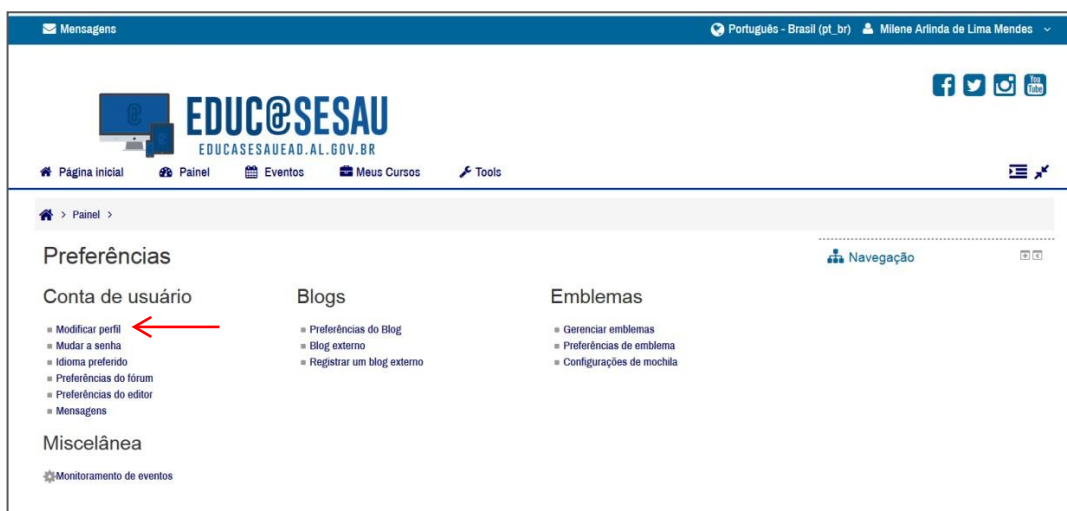 Mensagens
Português - Brasil (pt_br) Milene Arlinda de Lima Mendes
EDUC@SESAU
EDUCASESAUEAD.AL.GOV.BR
You Tube
Página inicial Painel Eventos Meus Cursos Tools
> Painel >
Preferências
Navegação
Conta de usuário
Modificar perfil
Mudar a senha
Idioma preferido
Preferências do fórum
Preferências do editor
Mensagens
Blogs
Preferências do Blog
Blog externo
Registrar um blog externo
Emblemas
Gerenciar emblemas
Preferências de emblema
Configurações de mochila
Miscelânea
Monitoramento de eventos